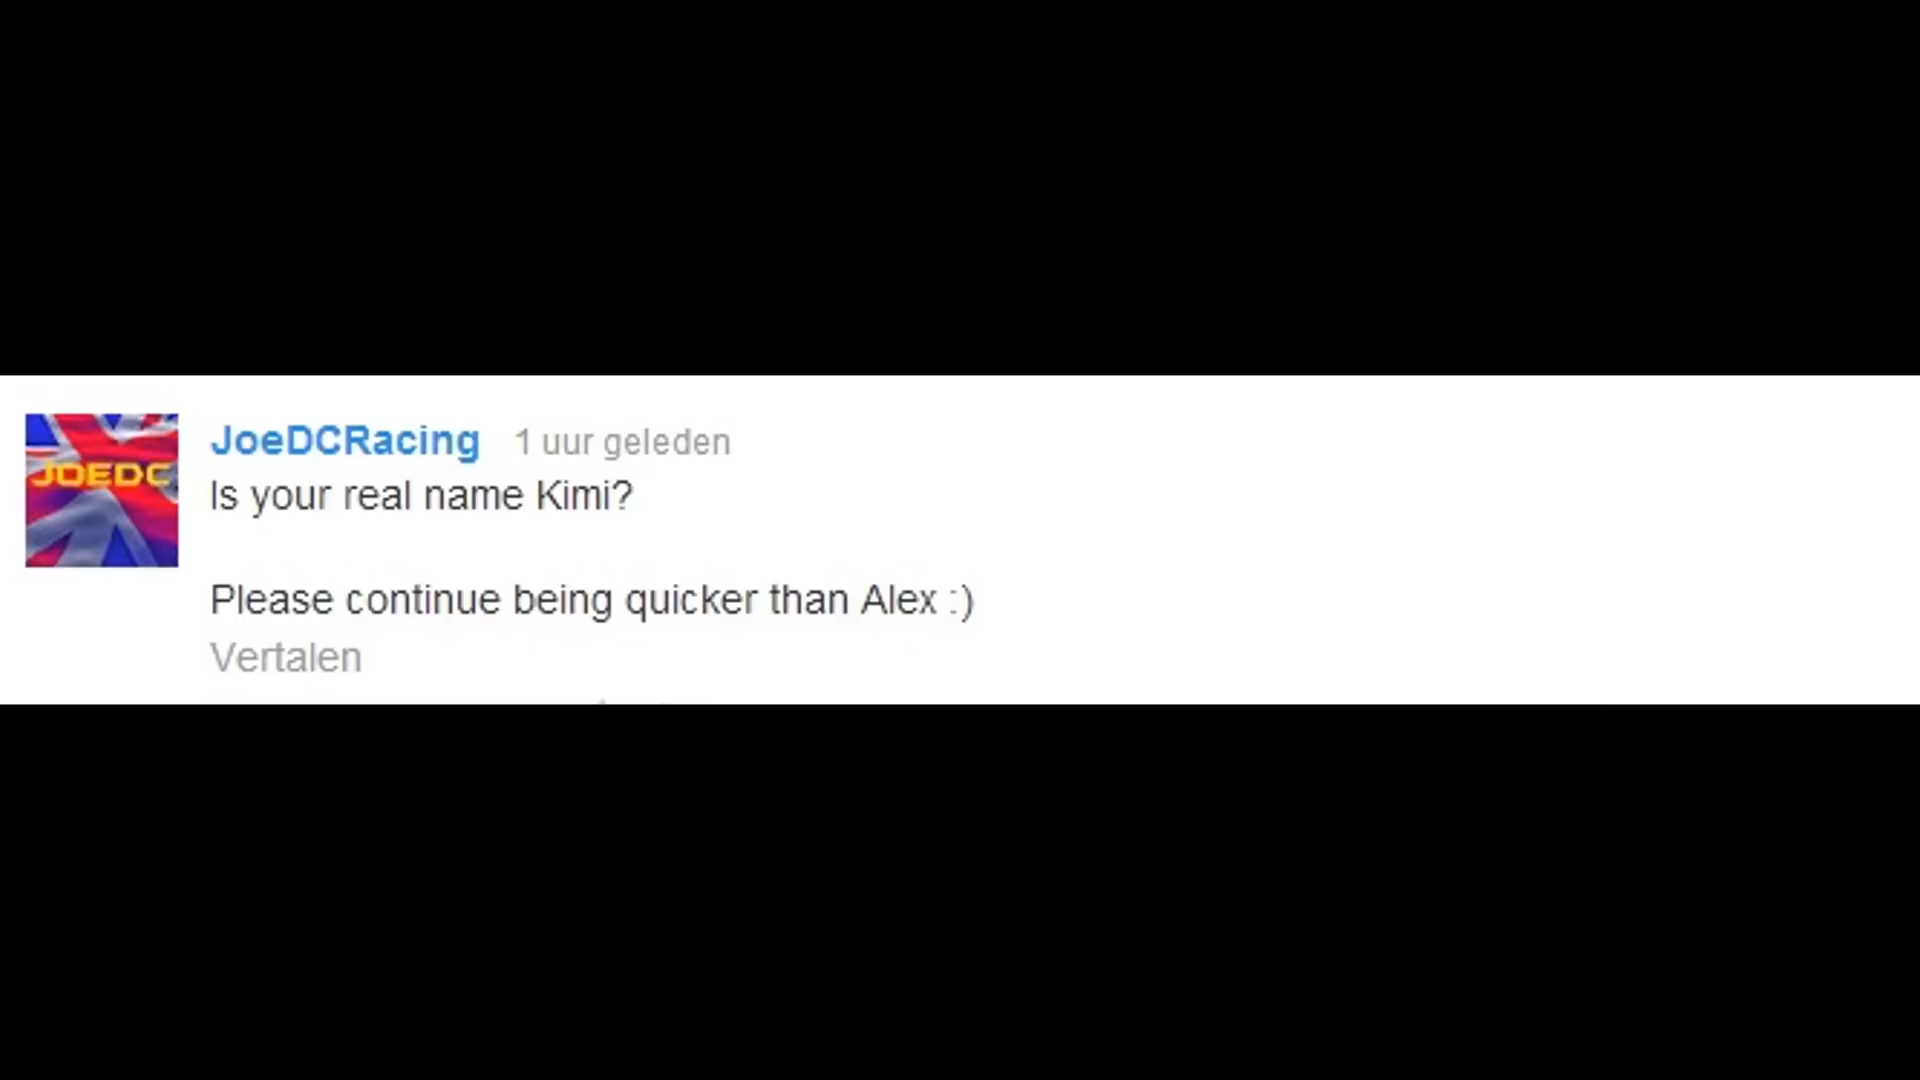 JOEDC
JoeDCRacing 1 uur geleden
Is your real name Kimi?
Please continue being quicker than Alex :)
Vertalen